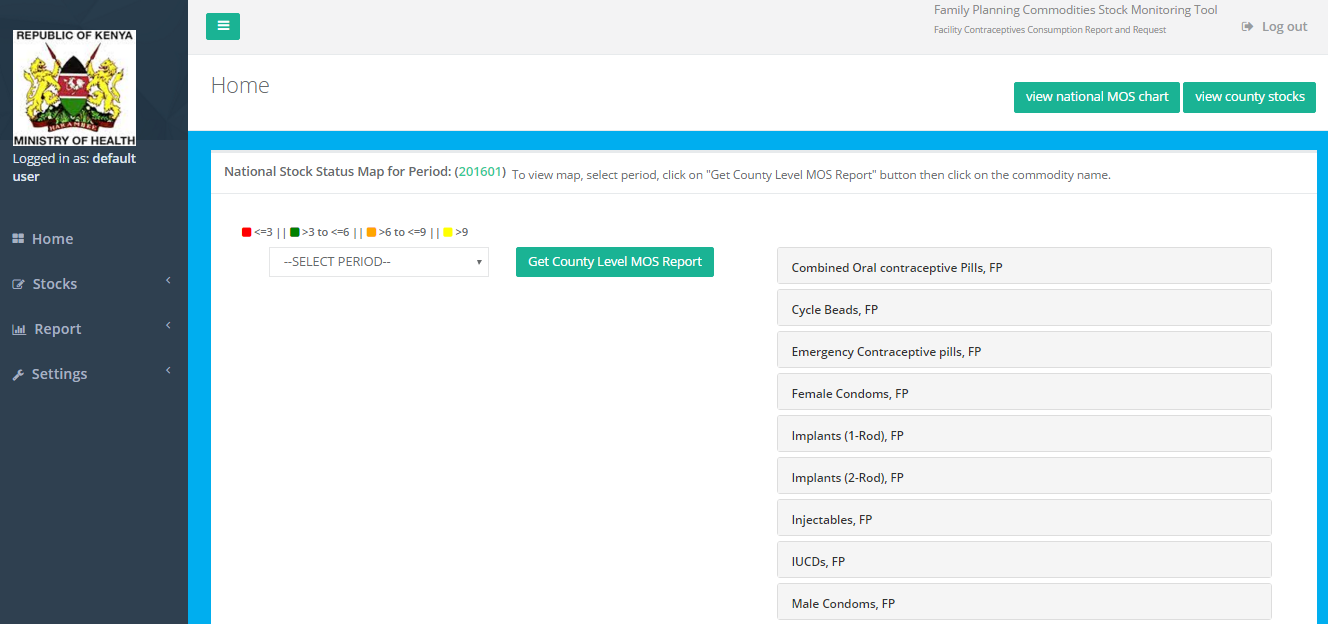 REPUBLIC OF KENYA
HARAMBEE
MINISTRY OF HEALTH
Logged in as: default
user
Home
Stocks
Report
Settings
Family Planning Commodities Stock Monitoring Tool
Facility Contraceptives Consumption Report and Request
Log out
Home
view national MOS chart
view county stocks
National Stock Status Map for Period: (201601) To view map, select period, click on "Get County Level MOS Report" button then click on the commodity name.
<=3 || >3 to <=6 || >6 to <=9 || >9
--SELECT PERIOD--
Get County Level MOS Report
Combined Oral contraceptive Pills, FP
Cycle Beads, FP
Emergency Contraceptive pills, FP
Female Condoms, FP
Implants (1-Rod), FP
Implants (2-Rod), FP
Injectables, FP
IUCDs, FP
Male Condoms, FP